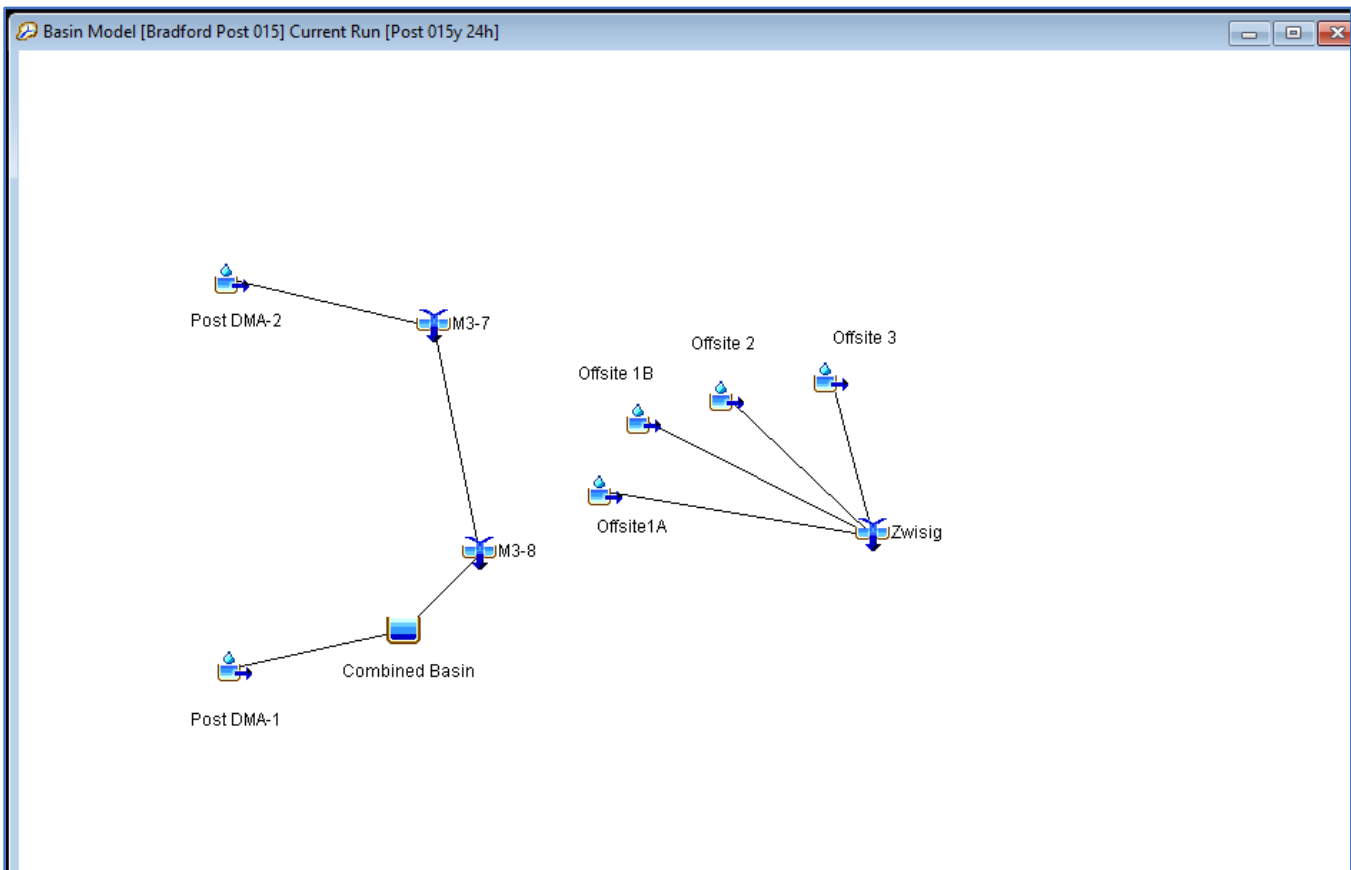 Basin Model [Bradford Post 015] Current Run [Post 015y 24h]
Post DMA-2
M3-7
Offsite 3
Offsite 2
Offsite 1B
Offsite1A
Zwisig
M3-8
Combined Basin
Post DMA-1